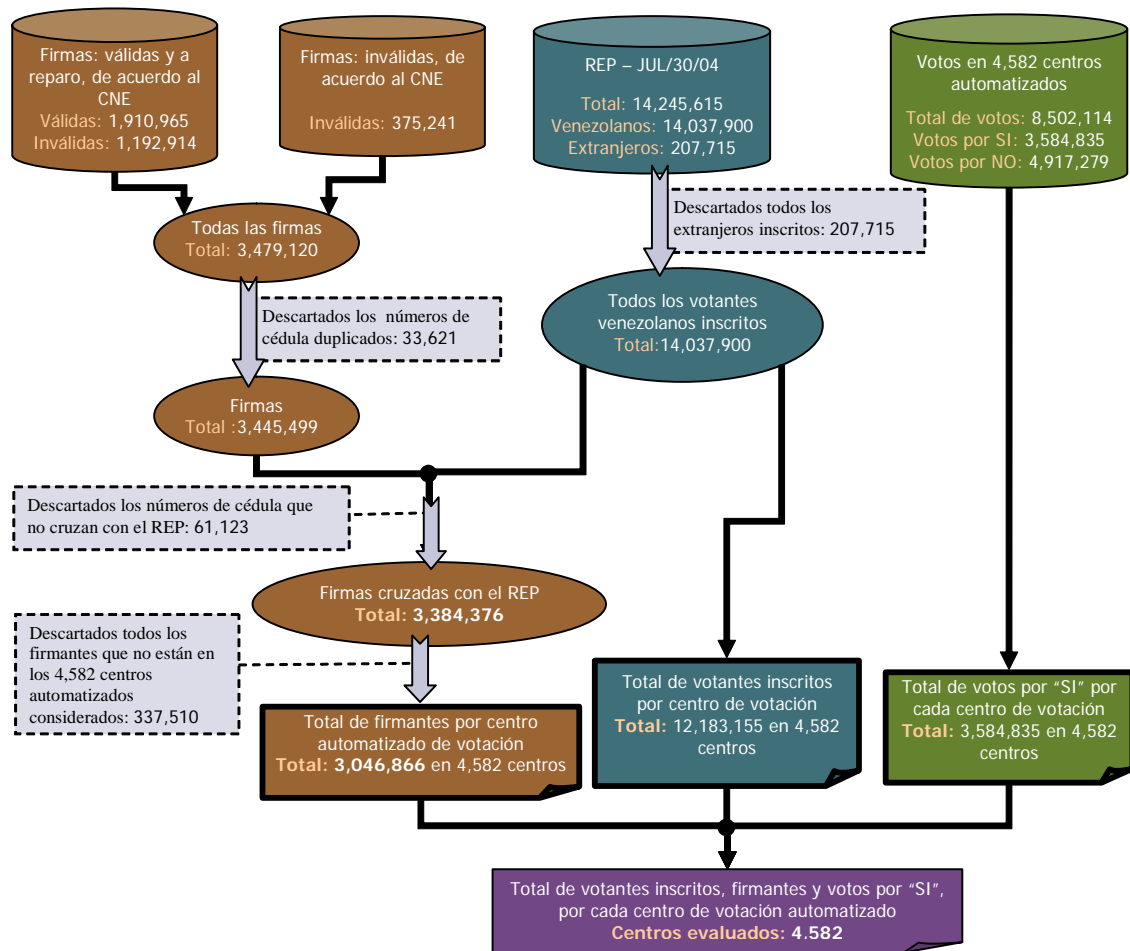 Firmas: válidas y a
reparo, de acuerdo al
CNE
Válidas: 1,910,965
Inválidas: 1,192,914
Firmas: inválidas, de
acuerdo al CNE
Inválidas: 375,241
REP – JUL/30/04
Total: 14,245,615
Venezolanos: 14,037,900
Extranjeros: 207,715
Votos en 4,582 centros
automatizados
Total de votos: 8,502,114
Votos por SI: 3,584,835
Votos por NO: 4,917,279
Todas las firmas
Total: 3,479,120
Descartados todos los
extranjeros inscritos: 207,715
Descartados los números de
cédula duplicados: 33,621
Todos los votantes
venezolanos inscritos
Total:14,037,900
Firmas
Total :3,445,499
Descartados los números de cédula que
no cruzan con el REP: 61,123
Firmas cruzadas con el REP
Total: 3,384,376
Descartados todos los
firmantes que no están en
los 4,582 centros
automatizados
considerados: 337,510
Total de firmantes por centro
automatizado de votación
Total: 3,046,866 en 4,582 centros
Total de votantes inscritos
por centro de votación
Total: 12,183,155 en 4,582
centros
Total de votos por “SI” por
cada centro de votación
Total: 3,584,835 en 4,582
centros
Total de votantes inscritos, firmantes y votos por “SI”,
por cada centro de votación automatizado
Centros evaluados: 4.582